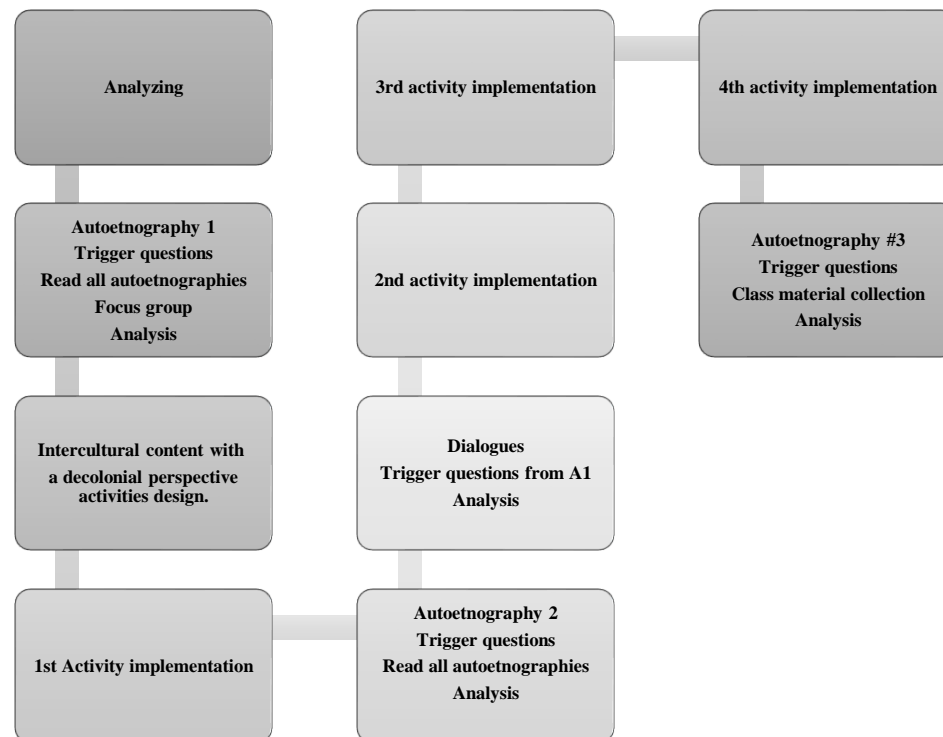 Analyzing
Autoetnography 1
Trigger questions
Read all autoetnographies
Focus group
Analysis
Intercultural content with
a decolonial perspective
activities design.
1st Activity implementation
Autoetnography 2
Trigger questions
Read all autoetnographies
Analysis
Dialogues
Trigger questions from A1
Analysis
2nd activity implementation
3rd activity implementation
4th activity implementation
Autoetnography #3
Trigger questions
Class material collection
Analysis